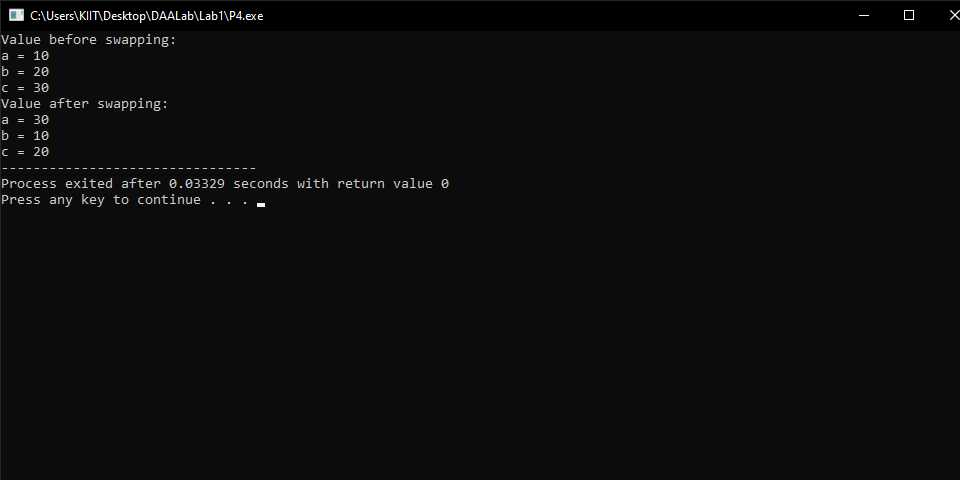 C:\Users\KIIT\Desktop\DAALab\Lab1\P4.exe
Value before swapping:
a = 10
b = 20
c = 30
Value after swapping:
a = 30
b = 10
c = 20
--------------------------------
Process exited after 0.03329 seconds with return value 0
Press any key to continue . . .